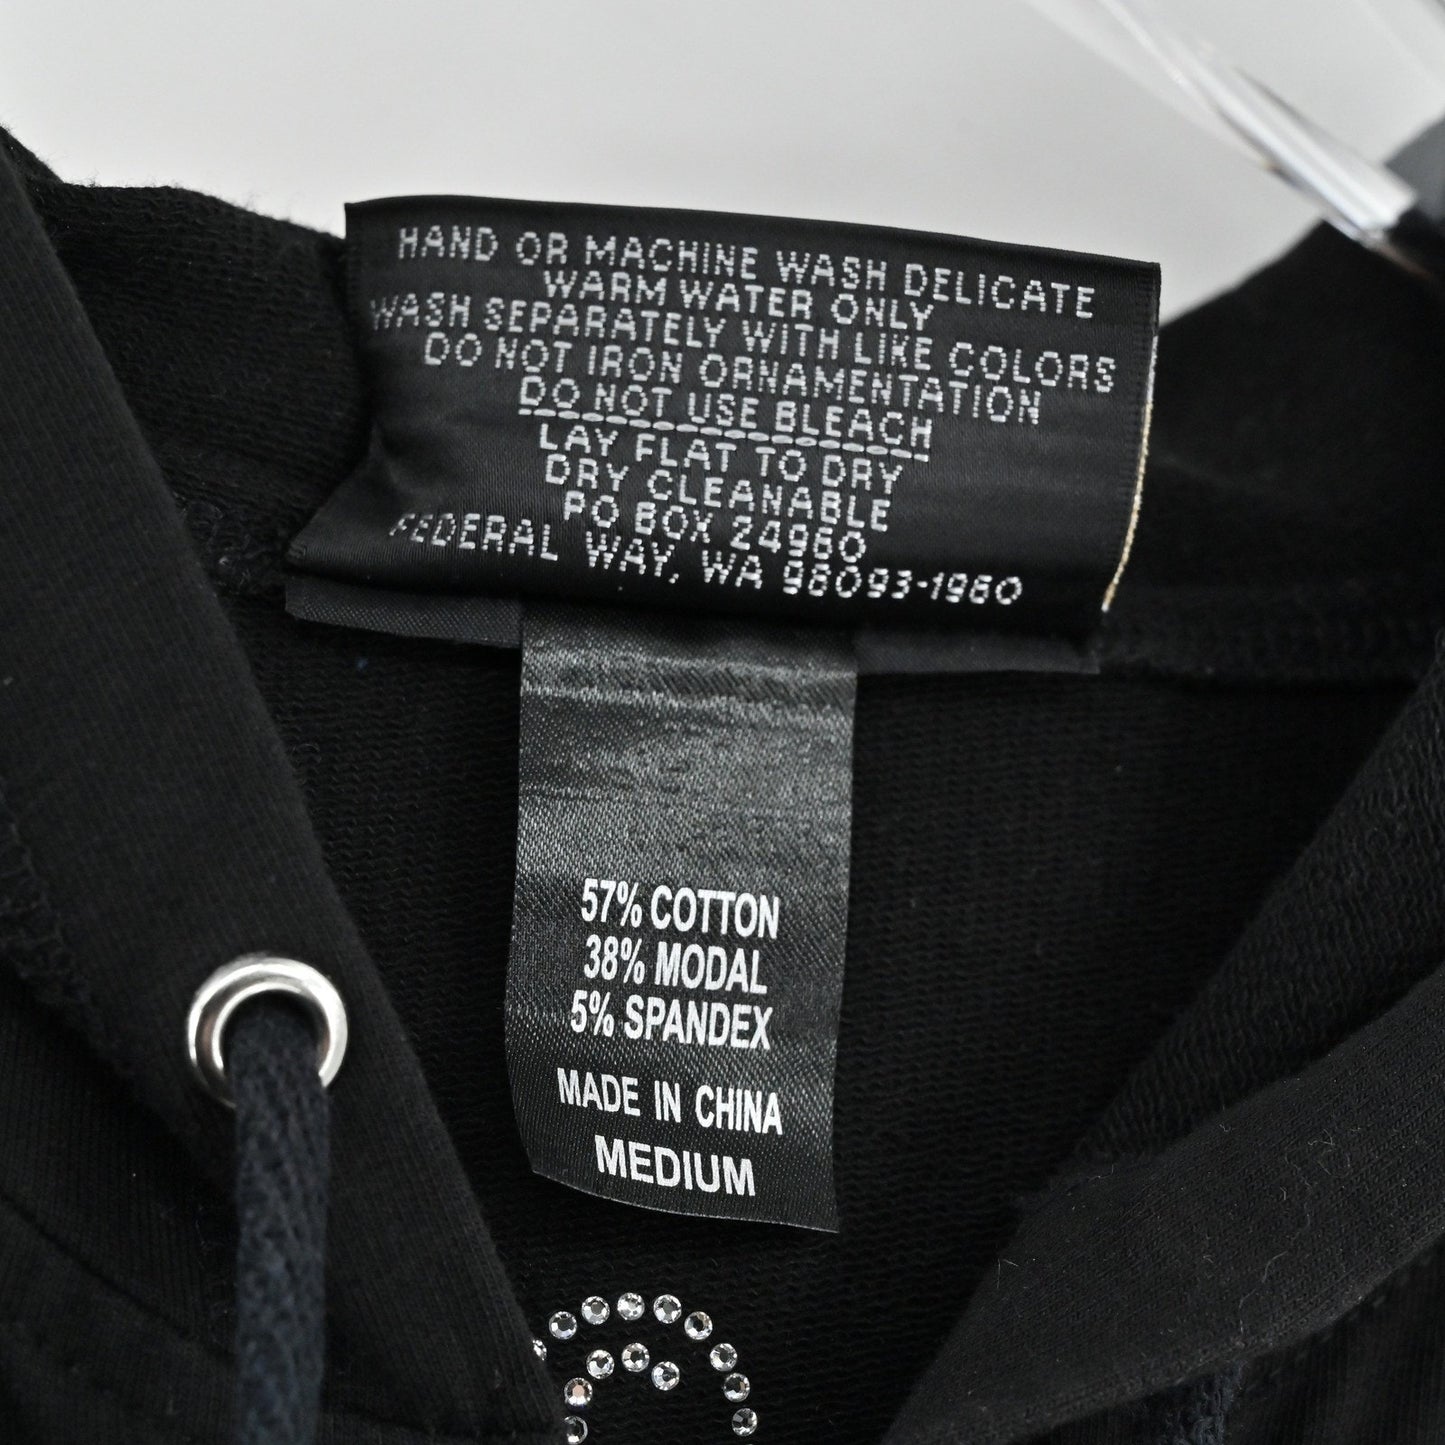 HAND OR MACHINE WASH DELICATE
WARM WATER ONLY
WASH SEPARATELY WITH LIKE COLORS
DO NOT IRON ORNAMENTATION
DO NOT USE BLEACH
LAY FLAT TO DRY
DRY CLEANABLE
PO BOX 24960
FEDERAL WAY, WA 98093-1960
57% COTTON
38% MODAL
5% SPANDEX
MADE IN CHINA
MEDIUM